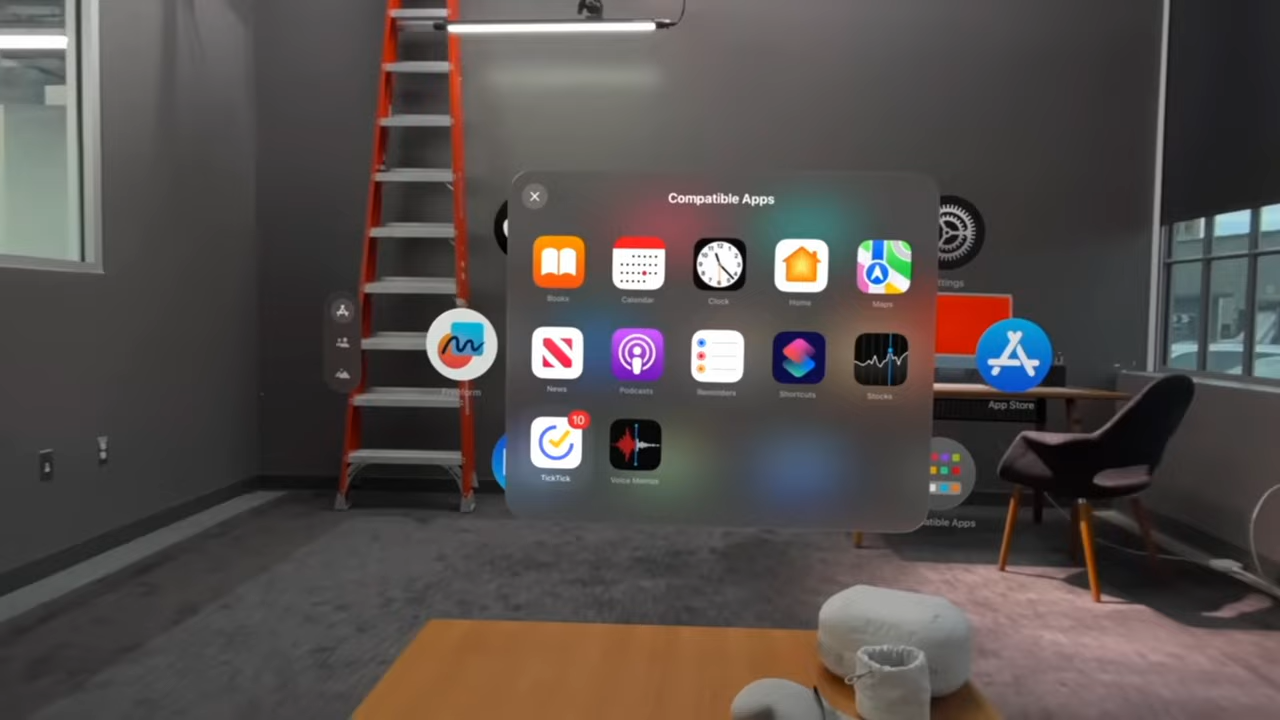 Compatible Apps
Books
Calendar
Clock
Home
Maps
ttings
News
Podcasts
Reminders
Shortcuts
Stocks
Freeform
App Store
10
TickTick
Voice Memos
atible Apps